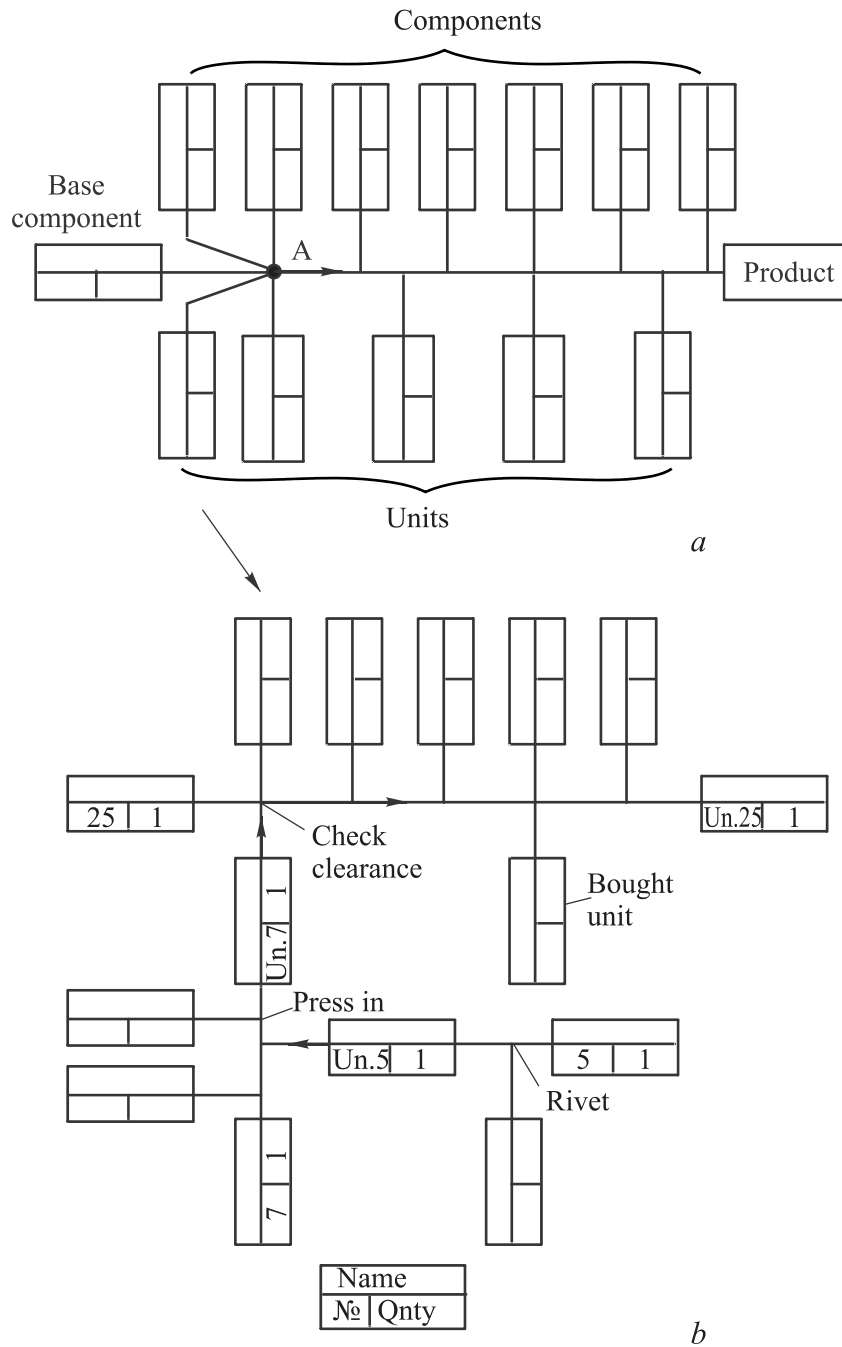 Components
Base
component
A
Product
Units
a
25 1
Un.25 1
Check
clearance
Un.7 1
Bought
unit
Press in
Un.5 1
5 1
Rivet
7 1
Name
№ Qnty
b